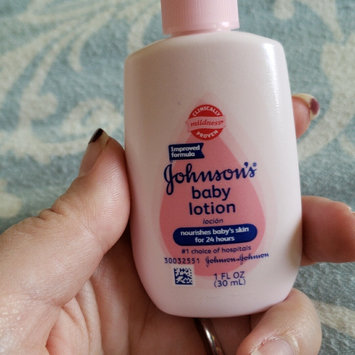 CLINICALLY
mildness
PROVEN
Improved
formula
Johnson's®
baby
lotion
loción
nourishes baby's skin
for 24 hours
#1 choice of hospitals
30032551 Johnson & Johnson
1 FL OZ
(30 mL)